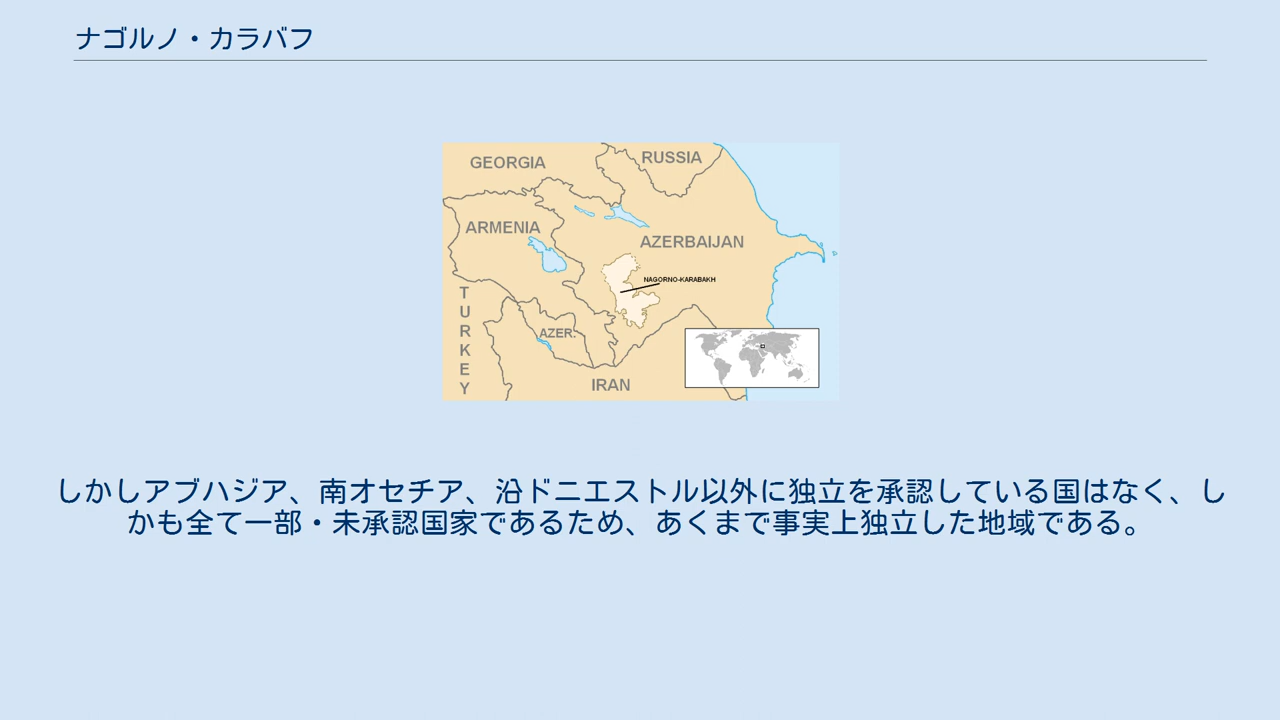 ナゴルノ・カラバフ
GEORGIA
RUSSIA
ARMENIA
AZERBAIJAN
NAGORNO-KARABAKH
TURKEY
AZER.
IRAN
しかしアブハジア、南オセチア、沿ドニエストル以外に独立を承認している国はなく、し
かも全て一部・未承認国家であるため、あくまで事実上独立した地域である。